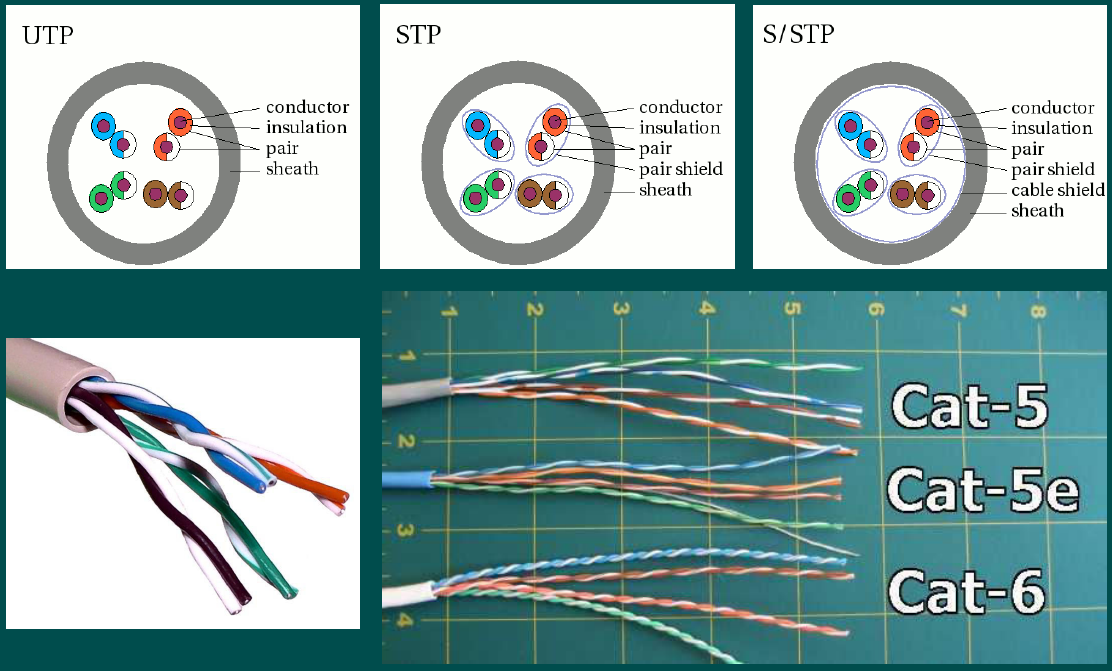 UTP
conductor
insulation
pair
sheath
STP
conductor
insulation
pair
pair shield
sheath
S/STP
conductor
insulation
pair
pair shield
cable shield
sheath
1 2 3 4 5 6 7 8
1
2
3
4
Cat-5
Cat-5e
Cat-6